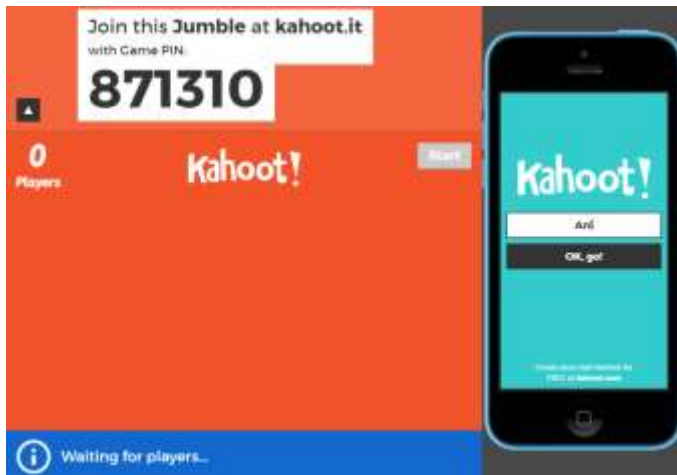 Join this Jumble at kahoot.it
with Game PIN:
871310
0
Players
Kahoot!
Start
Waiting for players...
Kahoot!
Ani
OK, go!